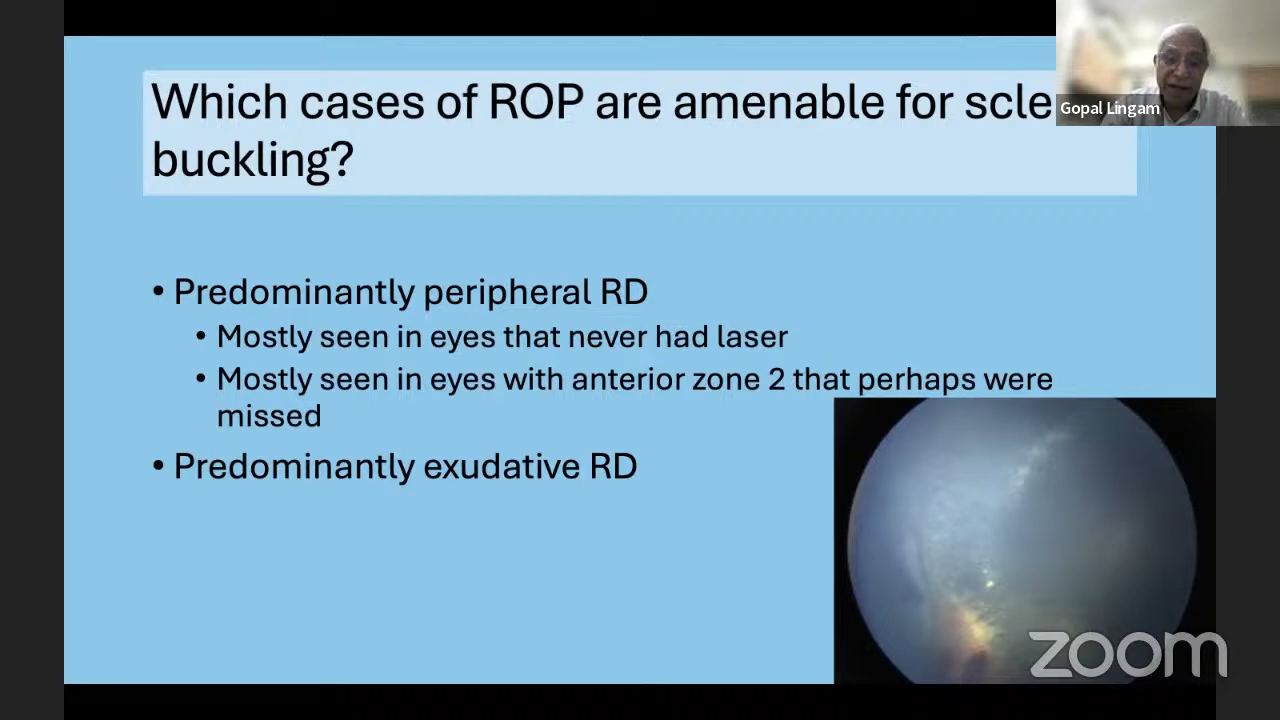 Which cases of ROP are amenable for scle
buckling?
Gopal Lingam
• Predominantly peripheral RD
• Mostly seen in eyes that never had laser
• Mostly seen in eyes with anterior zone 2 that perhaps were
missed
• Predominantly exudative RD
zoom